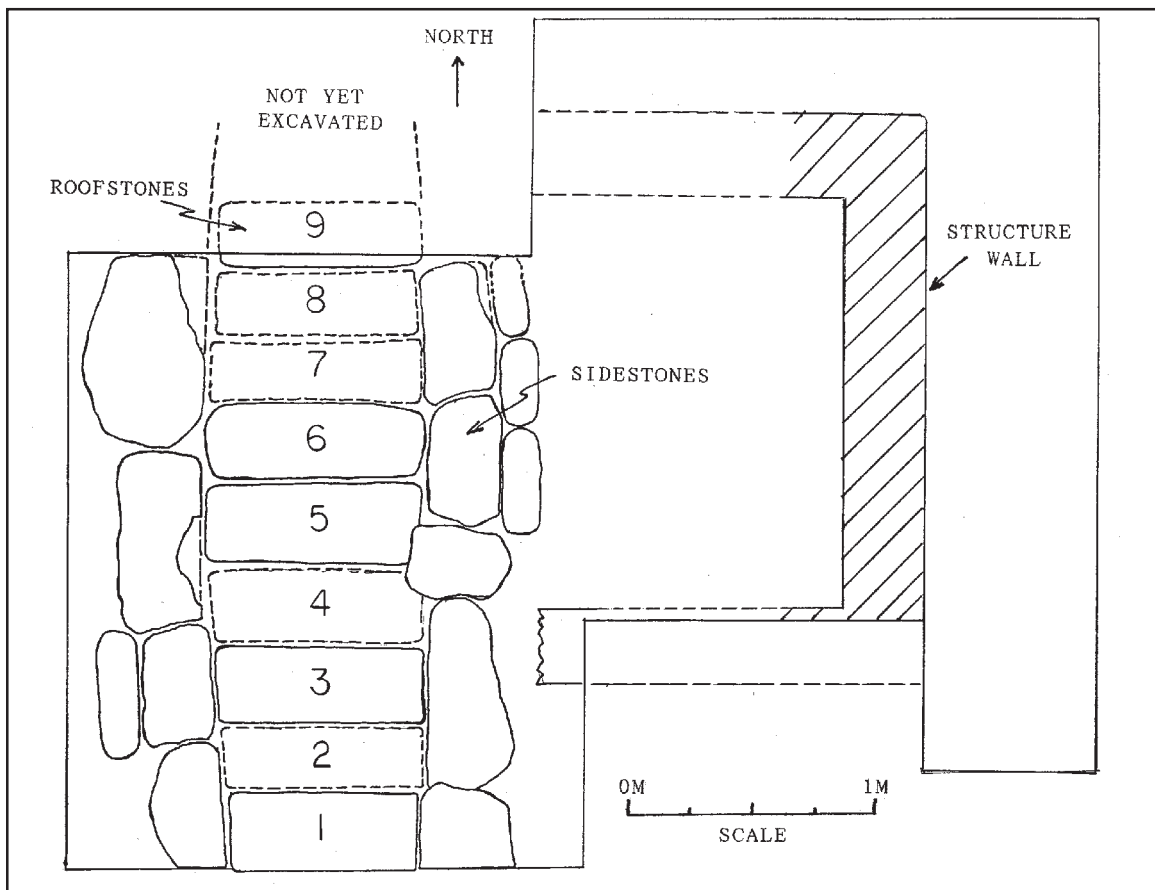 NORTH
NOT YET
EXCAVATED
ROOFSTONES
9
STRUCTURE
WALL
8
7
SIDESTONES
6
5
4
3
2
0M 1M
SCALE
1